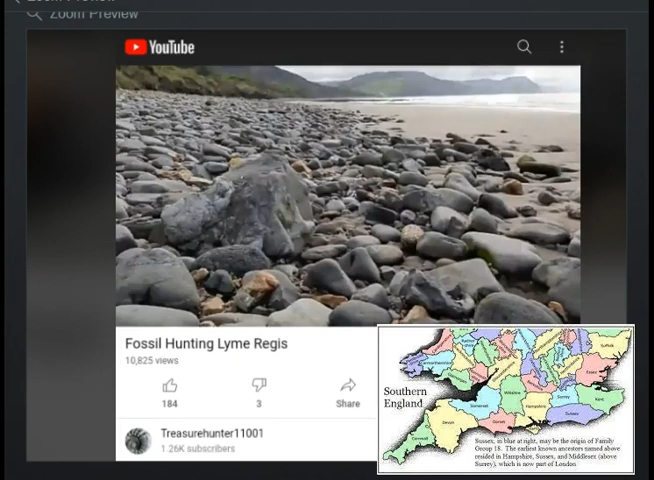 Zoom Preview
YouTube
Fossil Hunting Lyme Regis
10,825 views
184
3
Share
Treasurehunter11001
1.26K subscribers
Southern
England
Suffolk
Essex
Wiltshire
Surrey
Kent
Somerset
Hampshire
Sussex
Devon
Dorset
Cornwall
Sussex, in blue at right, may be the origin of Family
Group 18. The earliest known ancestors named above
resided in Hampshire, Sussex, and Middlesex (above
Surrey), which is now part of London.